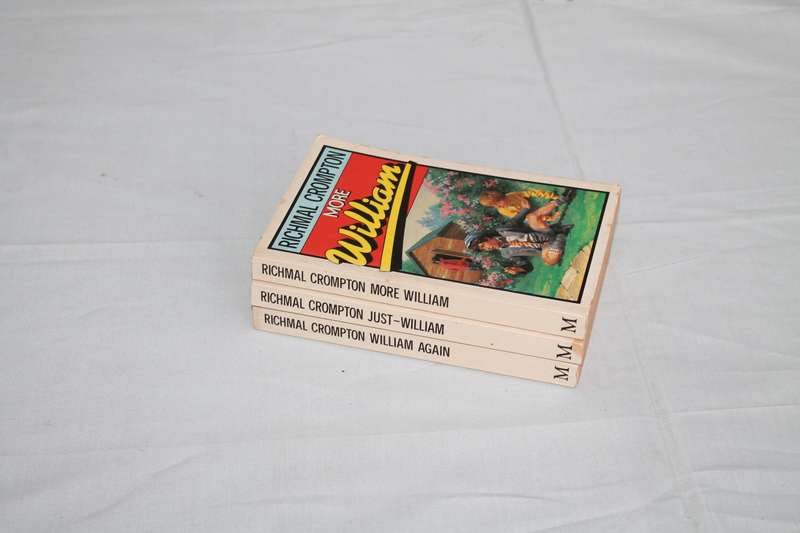 RICHMAL CROMPTON
MORE
William
RICHMAL CROMPTON MORE WILLIAM M
RICHMAL CROMPTON JUST-WILLIAM M
RICHMAL CROMPTON WILLIAM AGAIN M